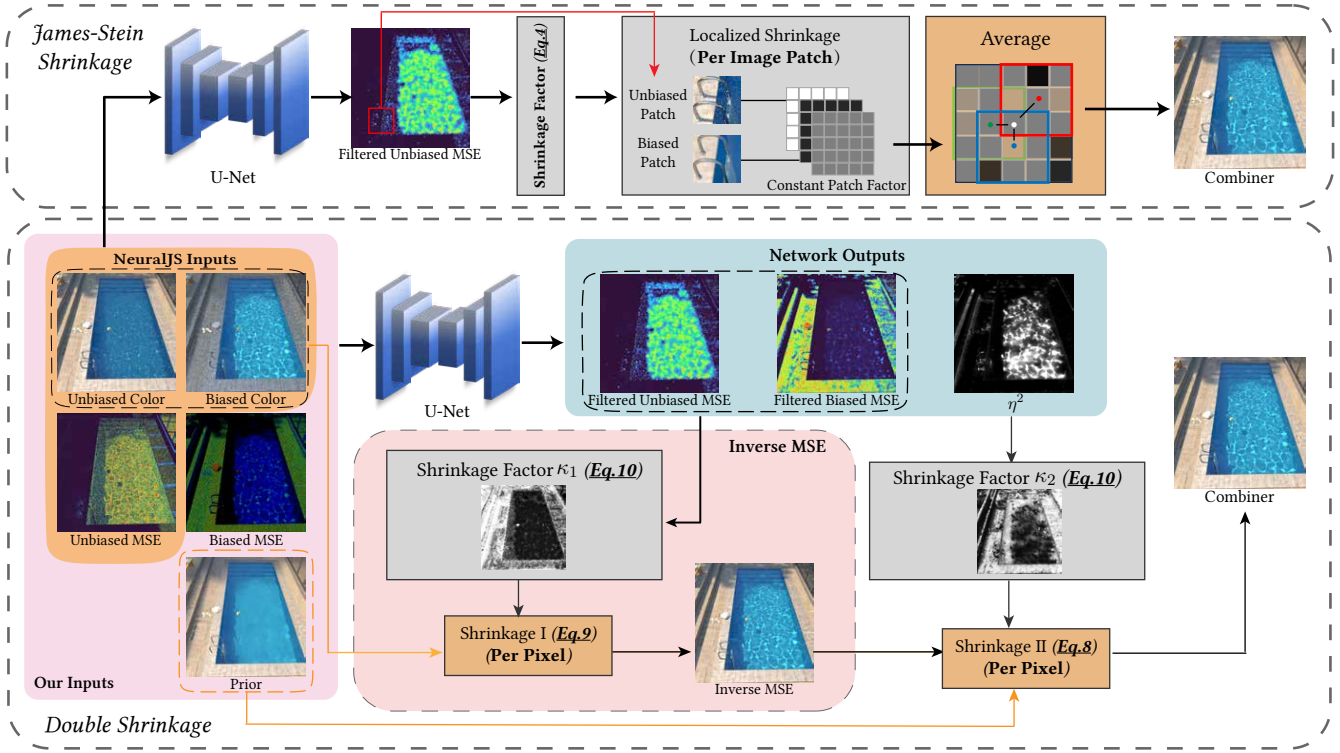 James-Stein
Shrinkage
U-Net
Filtered Unbiased MSE
Shrinkage Factor (Eq.4)
Localized Shrinkage
(Per Image Patch)
Unbiased
Patch
Biased
Patch
Constant Patch Factor
Average
Combiner
NeuralJS Inputs
Unbiased Color
Biased Color
Unbiased MSE
Biased MSE
Prior
Our Inputs
U-Net
Network Outputs
Filtered Unbiased MSE
Filtered Biased MSE
η²
Inverse MSE
Shrinkage Factor κ₁ (Eq.10)
Shrinkage I (Eq.9)
(Per Pixel)
Inverse MSE
Shrinkage Factor κ₂ (Eq.10)
Shrinkage II (Eq.8)
(Per Pixel)
Combiner
Double Shrinkage